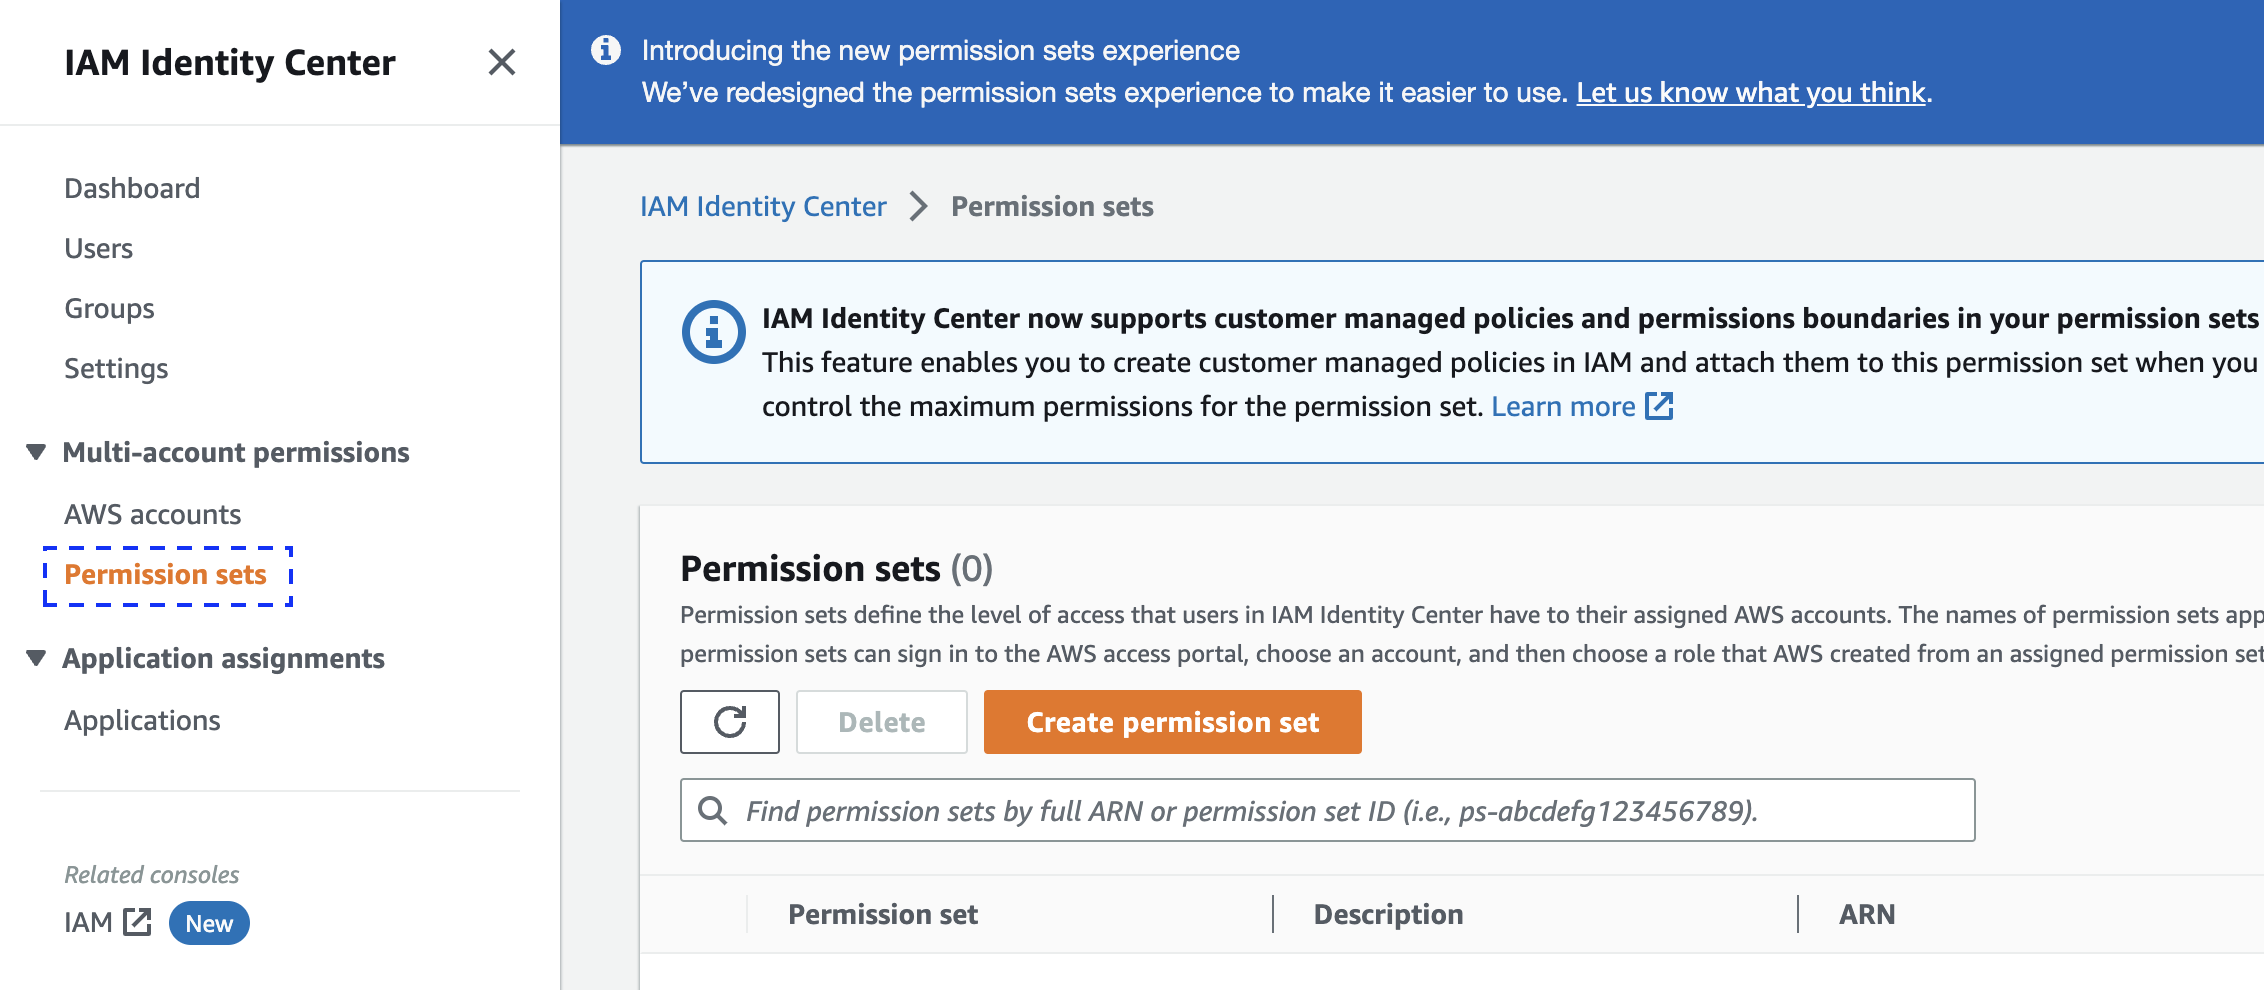 IAM Identity Center
Dashboard
Users
Groups
Settings
Multi-account permissions
AWS accounts
Permission sets
Application assignments
Applications
Related consoles
IAM New
Introducing the new permission sets experience
We’ve redesigned the permission sets experience to make it easier to use. Let us know what you think.
IAM Identity Center > Permission sets
IAM Identity Center now supports customer managed policies and permissions boundaries in your permission sets
This feature enables you to create customer managed policies in IAM and attach them to this permission set when you
control the maximum permissions for the permission set. Learn more
Permission sets (0)
Permission sets define the level of access that users in IAM Identity Center have to their assigned AWS accounts. The names of permission sets app
permission sets can sign in to the AWS access portal, choose an account, and then choose a role that AWS created from an assigned permission set
Delete
Create permission set
Find permission sets by full ARN or permission set ID (i.e., ps-abcdefg123456789).
Permission set
Description
ARN